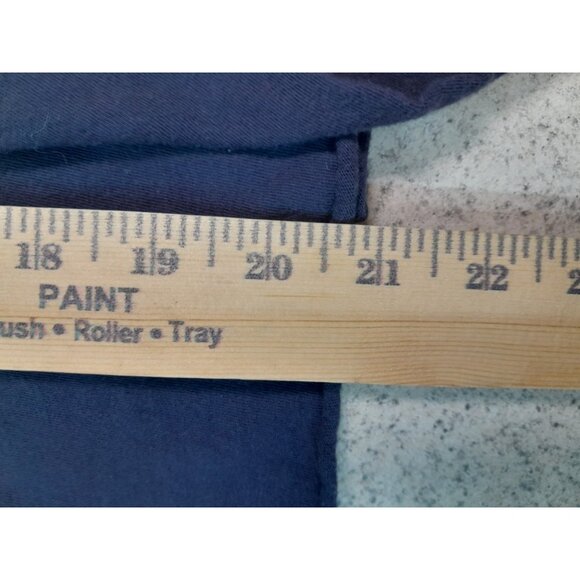 18 19 20 21 22
PAINT
ush • Roller • Tray